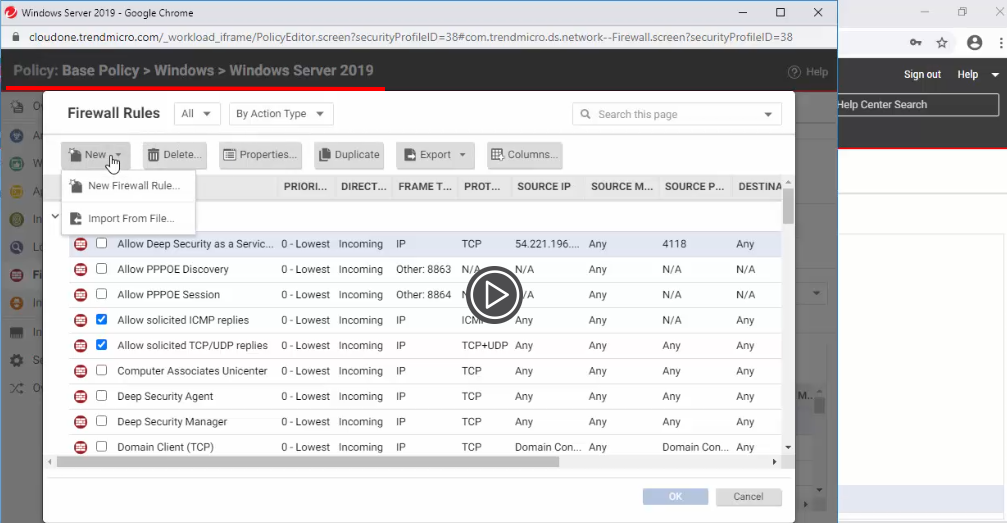 Windows Server 2019 - Google Chrome
cloudone.trendmicro.com/_workload_iframe/PolicyEditor.screen?securityProfileID=38#com.trendmicro.ds.network--Firewall.screen?securityProfileID=38
Policy: Base Policy > Windows > Windows Server 2019
Help
Sign out Help
Help Center Search
Firewall Rules All By Action Type Search this page
New Delete... Properties... Duplicate Export Columns...
New Firewall Rule...
Import From File...
PRIORI... DIRECT... FRAME T... PROT... SOURCE IP SOURCE M... SOURCE P... DESTINA
Allow Deep Security as a Servic... 0 - Lowest Incoming IP TCP 54.221.196.... Any 4118 Any
Allow PPPOE Discovery 0 - Lowest Incoming Other: 8863 N/A N/A Any N/A Any
Allow PPPOE Session 0 - Lowest Incoming Other: 8864 Any N/A Any
Allow solicited ICMP replies 0 - Lowest Incoming IP ICMP Any Any N/A Any
Allow solicited TCP/UDP replies 0 - Lowest Incoming IP TCP+UDP Any Any Any Any
Computer Associates Unicenter 0 - Lowest Incoming IP TCP Any Any Any Any
Deep Security Agent 0 - Lowest Incoming IP TCP Any Any Any Any
Deep Security Manager 0 - Lowest Incoming IP TCP Any Any Any Any
Domain Client (TCP) 0 - Lowest Incoming IP TCP Domain Con... Any Domain Con... Any
M...
OK Cancel